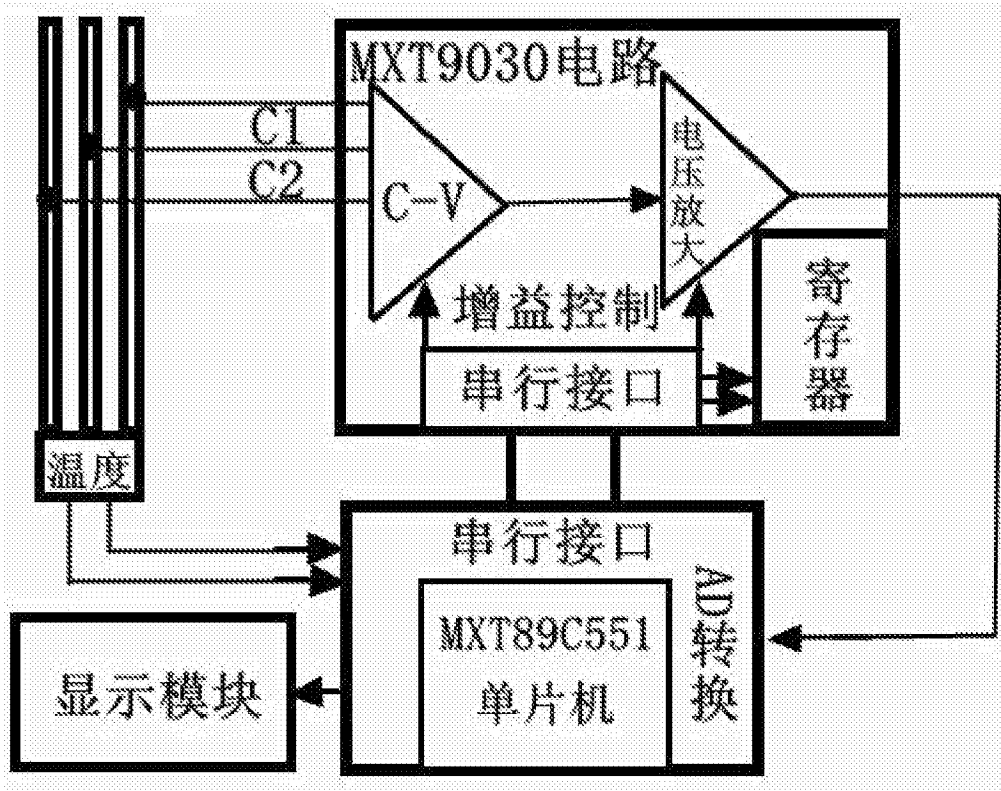 MXT9030电路
C1
C2
C-V
电压放大
增益控制
串行接口
寄存器
温度
串行接口
AD转换
MXT89C551
单片机
显示模块